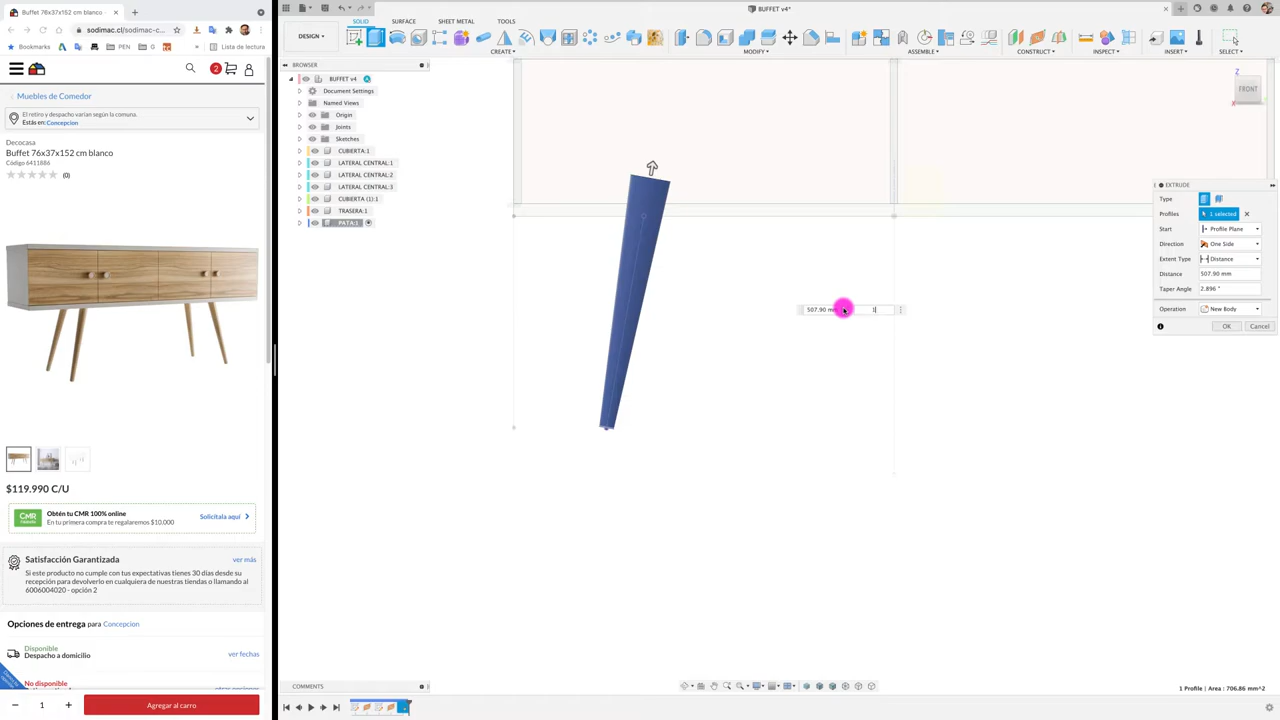 Buffet 76x37x152 cm blanco -
sodimac.cl/sodimac-c...
Bookmarks
PEN
G
Lista de lectura
2
Muebles de Comedor
El retiro y despacho varían según la comuna.
Estás en: Concepcion
Decocasa
Buffet 76x37x152 cm blanco
Código 6411886
(0)
$119.990 C/U
CMR
Obtén tu CMR 100% online
En tu primera compra te regalaremos $10.000
Solicítala aquí
Satisfacción Garantizada
ver más
Si este producto no cumple con tus expectativas tienes 30 días desde su
recepción para devolverlo en cualquiera de nuestras tiendas o llamando al
6006004020 - opción 2
Opciones de entrega para Concepcion
Disponible
Despacho a domicilio
ver fechas
No disponible
1
Agregar al carro
BUFFET v4*
SOLID
SURFACE
SHEET METAL
TOOLS
DESIGN
CREATE
MODIFY
ASSEMBLE
CONSTRUCT
INSPECT
INSERT
SELECT
BROWSER
BUFFET v4
Document Settings
Named Views
Origin
Joints
Sketches
CUBIERTA:1
LATERAL CENTRAL:1
LATERAL CENTRAL:2
LATERAL CENTRAL:3
CUBIERTA (1):1
TRASERA:1
PATA:1
Z
FRONT
X
EXTRUDE
Type
Profiles
1 selected
Start
Profile Plane
Direction
One Side
Extent Type
Distance
Distance
507.90 mm
Taper Angle
2.896 °
Operation
New Body
OK
Cancel
507.90 m
1
COMMENTS
1 Profile | Area : 706.86 mm^2